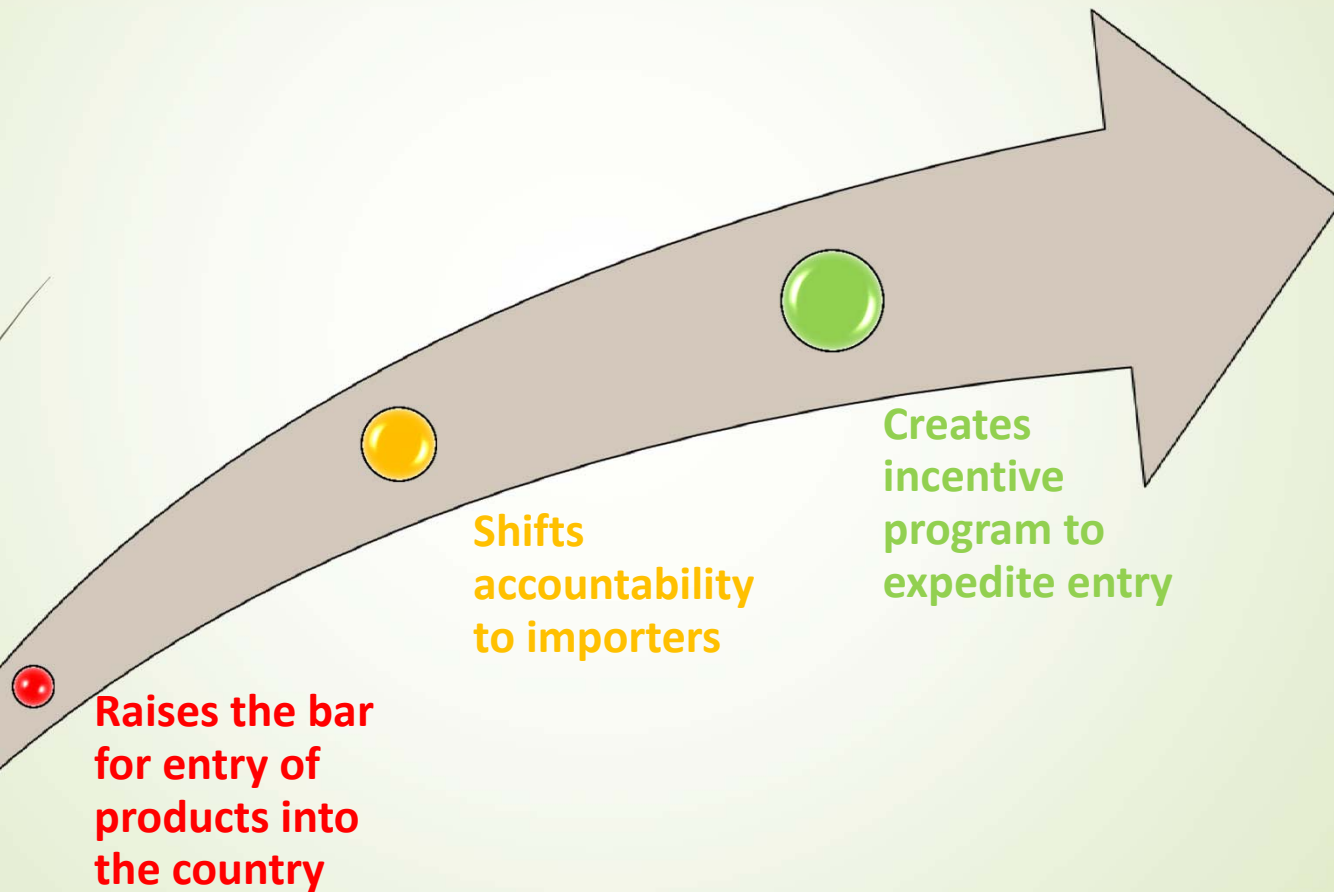 Raises the bar
for entry of
products into
the country
Shifts
accountability
to importers
Creates
incentive
program to
expedite entry